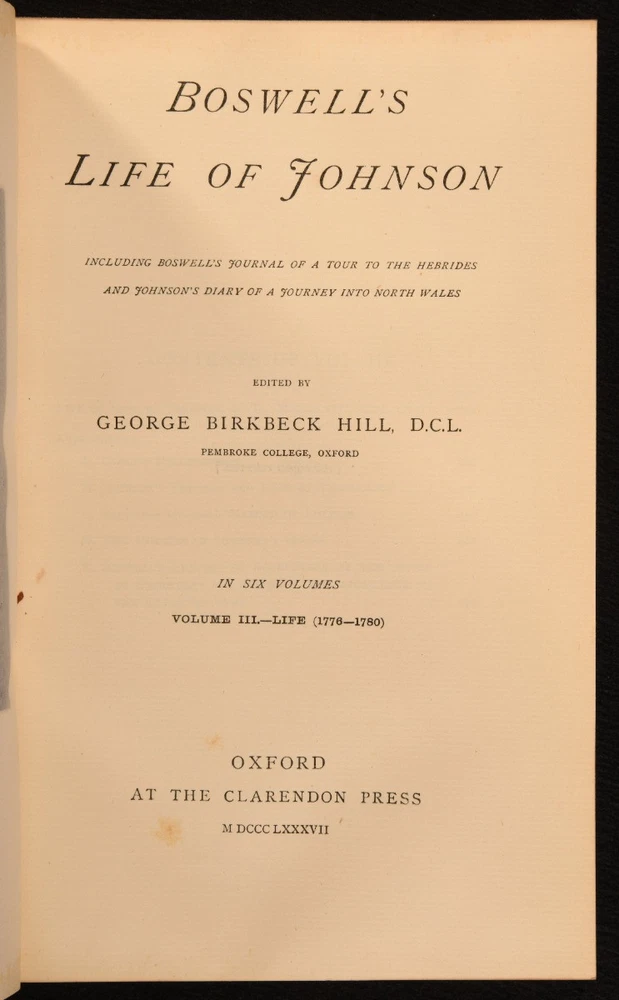 BOSWELL'S
LIFE OF JOHNSON
INCLUDING BOSWELL'S JOURNAL OF A TOUR TO THE HEBRIDES
AND JOHNSON'S DIARY OF A JOURNEY INTO NORTH WALES
EDITED BY
GEORGE BIRKBECK HILL, D.C.L.
PEMBROKE COLLEGE, OXFORD
IN SIX VOLUMES
VOLUME III.—LIFE (1776—1780)
OXFORD
AT THE CLARENDON PRESS
M DCCC LXXXVII